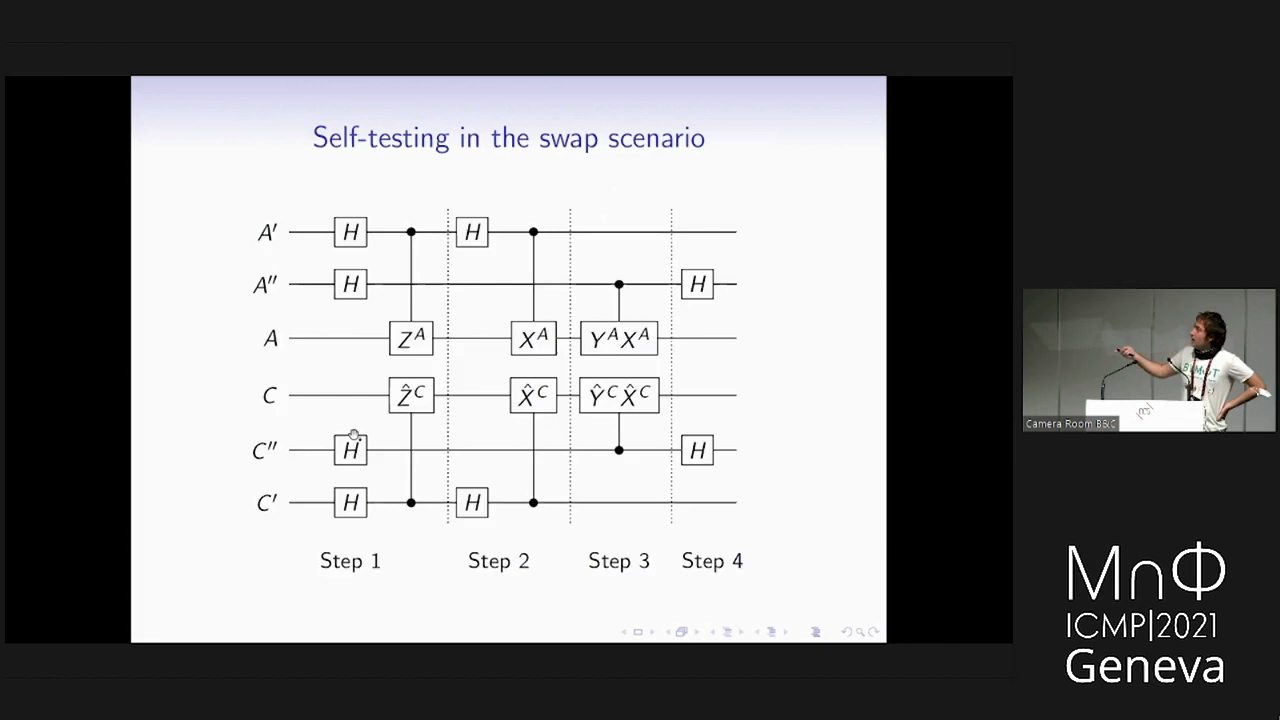 Self-testing in the swap scenario
A′ H H
A″ H H
A Z^A X^A Y^A X^A
C Ẑ^C X̂^C Ŷ^C X̂^C
C″ H H
C′ H H
Step 1 Step 2 Step 3 Step 4
Camera Room B&C
M∩Φ
ICMP|2021
Geneva